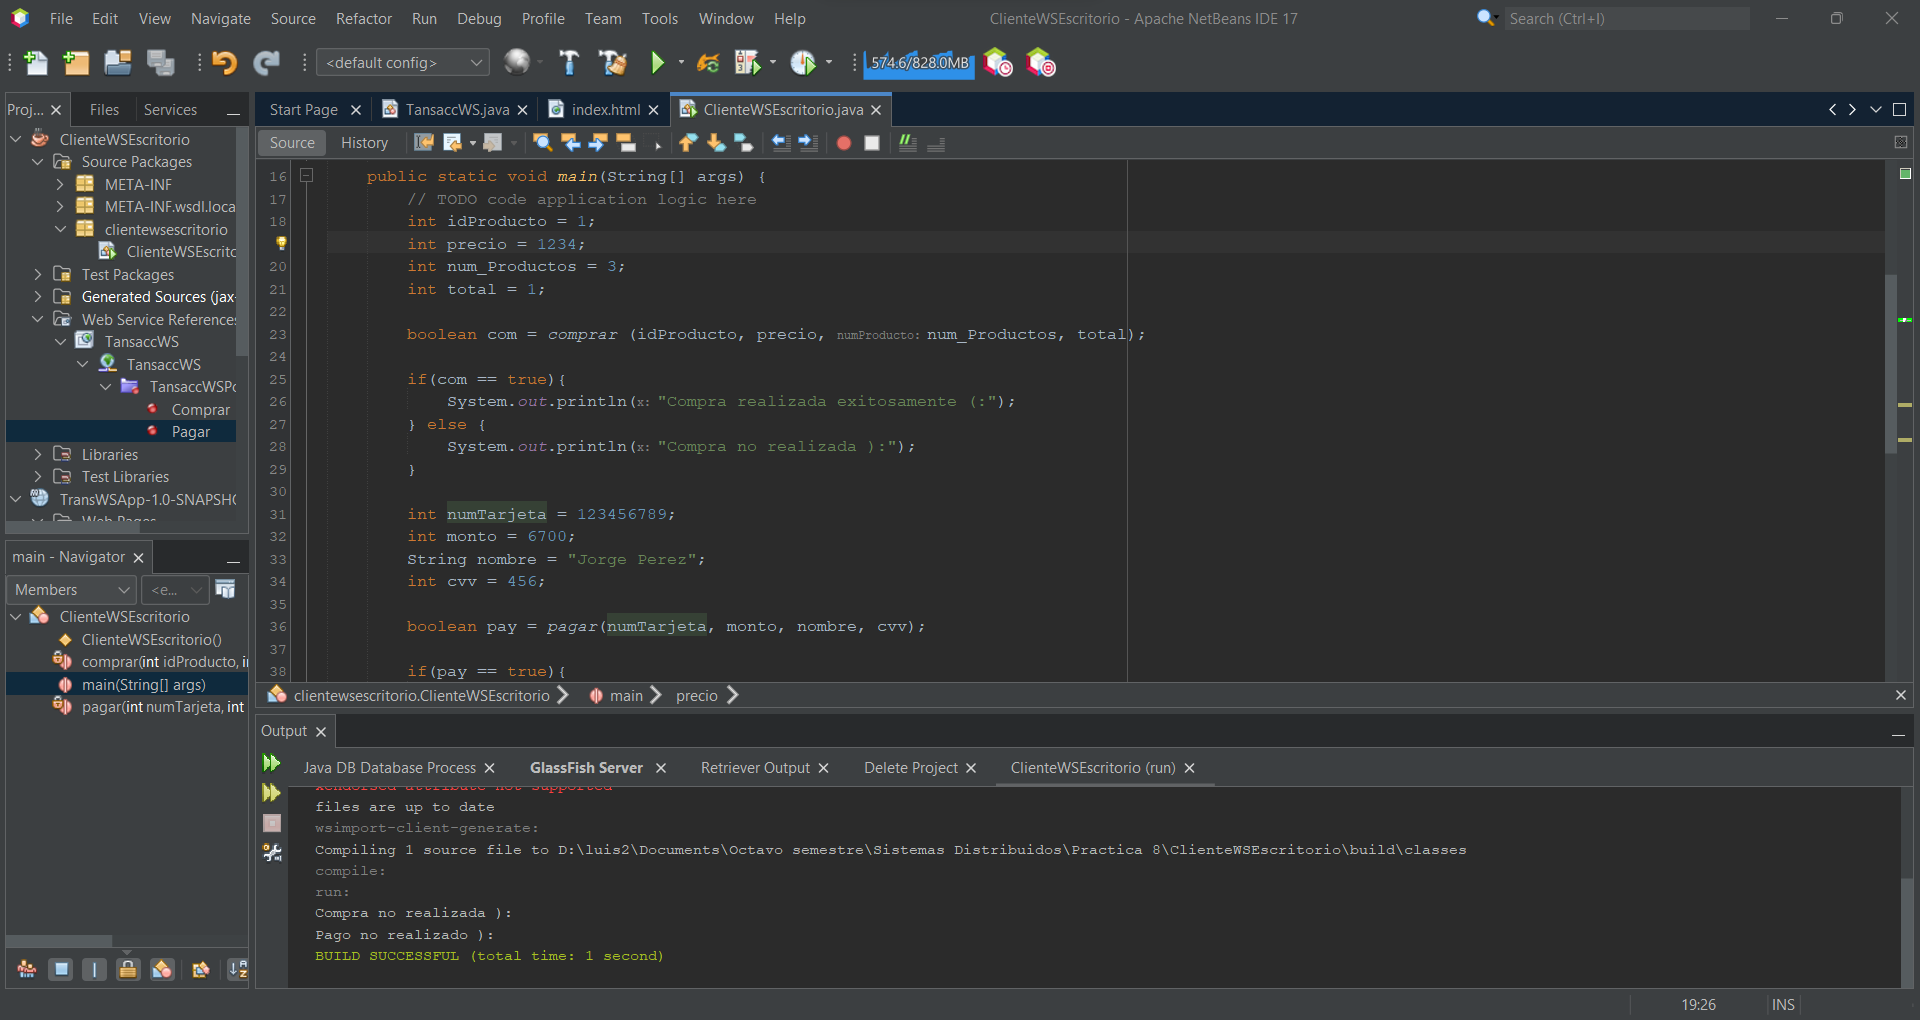 File Edit View Navigate Source Refactor Run Debug Profile Team Tools Window Help ClienteWSEscritorio - Apache NetBeans IDE 17 Search (Ctrl+I)
<default config> 574.6/828.0MB
Proj... Files Services
ClienteWSEscritorio
Source Packages
META-INF
META-INF.wsdl.loca
clientewsescritorio
ClienteWSEscrito
Test Packages
Generated Sources (jax-
Web Service References
TansaccWS
TansaccWS
TansaccWSPo
Comprar
Pagar
Libraries
Test Libraries
TransWSApp-1.0-SNAPSHO
Web Pages
main - Navigator
Members <e...
ClienteWSEscritorio
ClienteWSEscritorio()
comprar(int idProducto, i
main(String[] args)
pagar(int numTarjeta, int
Start Page TansaccWS.java index.html ClienteWSEscritorio.java
Source History
16 public static void main(String[] args) {
17 // TODO code application logic here
18 int idProducto = 1;
int precio = 1234;
20 int num_Productos = 3;
21 int total = 1;
22
23 boolean com = comprar (idProducto, precio, numProducto: num_Productos, total);
24
25 if(com == true){
26 System.out.println(x: "Compra realizada exitosamente (:");
27 } else {
28 System.out.println(x: "Compra no realizada ):");
29 }
30
31 int numTarjeta = 123456789;
32 int monto = 6700;
33 String nombre = "Jorge Perez";
34 int cvv = 456;
35
36 boolean pay = pagar(numTarjeta, monto, nombre, cvv);
37
38 if(pay == true){
clientewsescritorio.ClienteWSEscritorio main precio
Output
Java DB Database Process GlassFish Server Retriever Output Delete Project ClienteWSEscritorio (run)
xendorsed attribute not supported
files are up to date
wsimport-client-generate:
Compiling 1 source file to D:\luis2\Documents\Octavo semestre\Sistemas Distribuidos\Practica 8\ClienteWSEscritorio\build\classes
compile:
run:
Compra no realizada ):
Pago no realizado ):
BUILD SUCCESSFUL (total time: 1 second)
19:26 INS